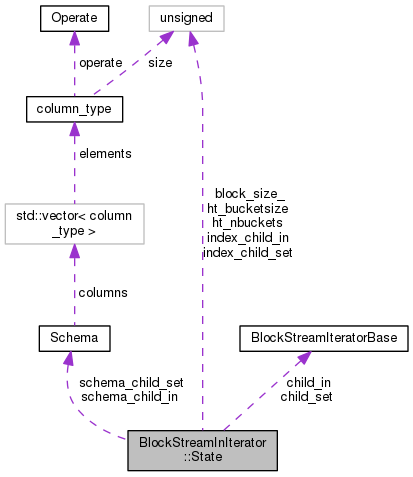 Operate
unsigned
operate
size
column_type
elements
std::vector< column
_type >
block_size_
ht_bucketsize
ht_nbuckets
index_child_in
index_child_set
columns
Schema
BlockStreamIteratorBase
schema_child_set
schema_child_in
child_in
child_set
BlockStreamInIterator
::State